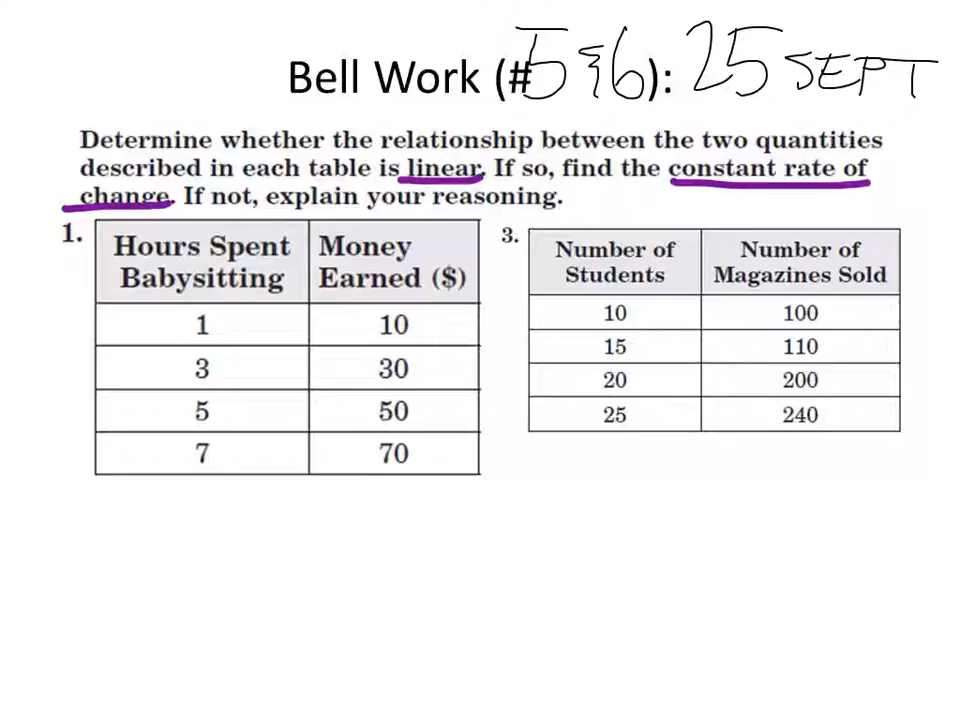 Bell Work (#5 & 6): 25 SEPT
Determine whether the relationship between the two quantities
described in each table is linear. If so, find the constant rate of
change. If not, explain your reasoning.
1.
Hours Spent Babysitting | Money Earned ($)
1 | 10
3 | 30
5 | 50
7 | 70
3.
Number of Students | Number of Magazines Sold
10 | 100
15 | 110
20 | 200
25 | 240